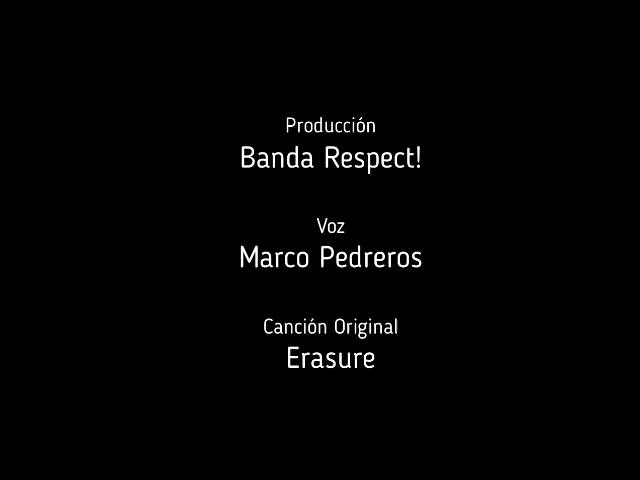 Producción
Banda Respect!
Voz
Marco Pedreros
Canción Original
Erasure